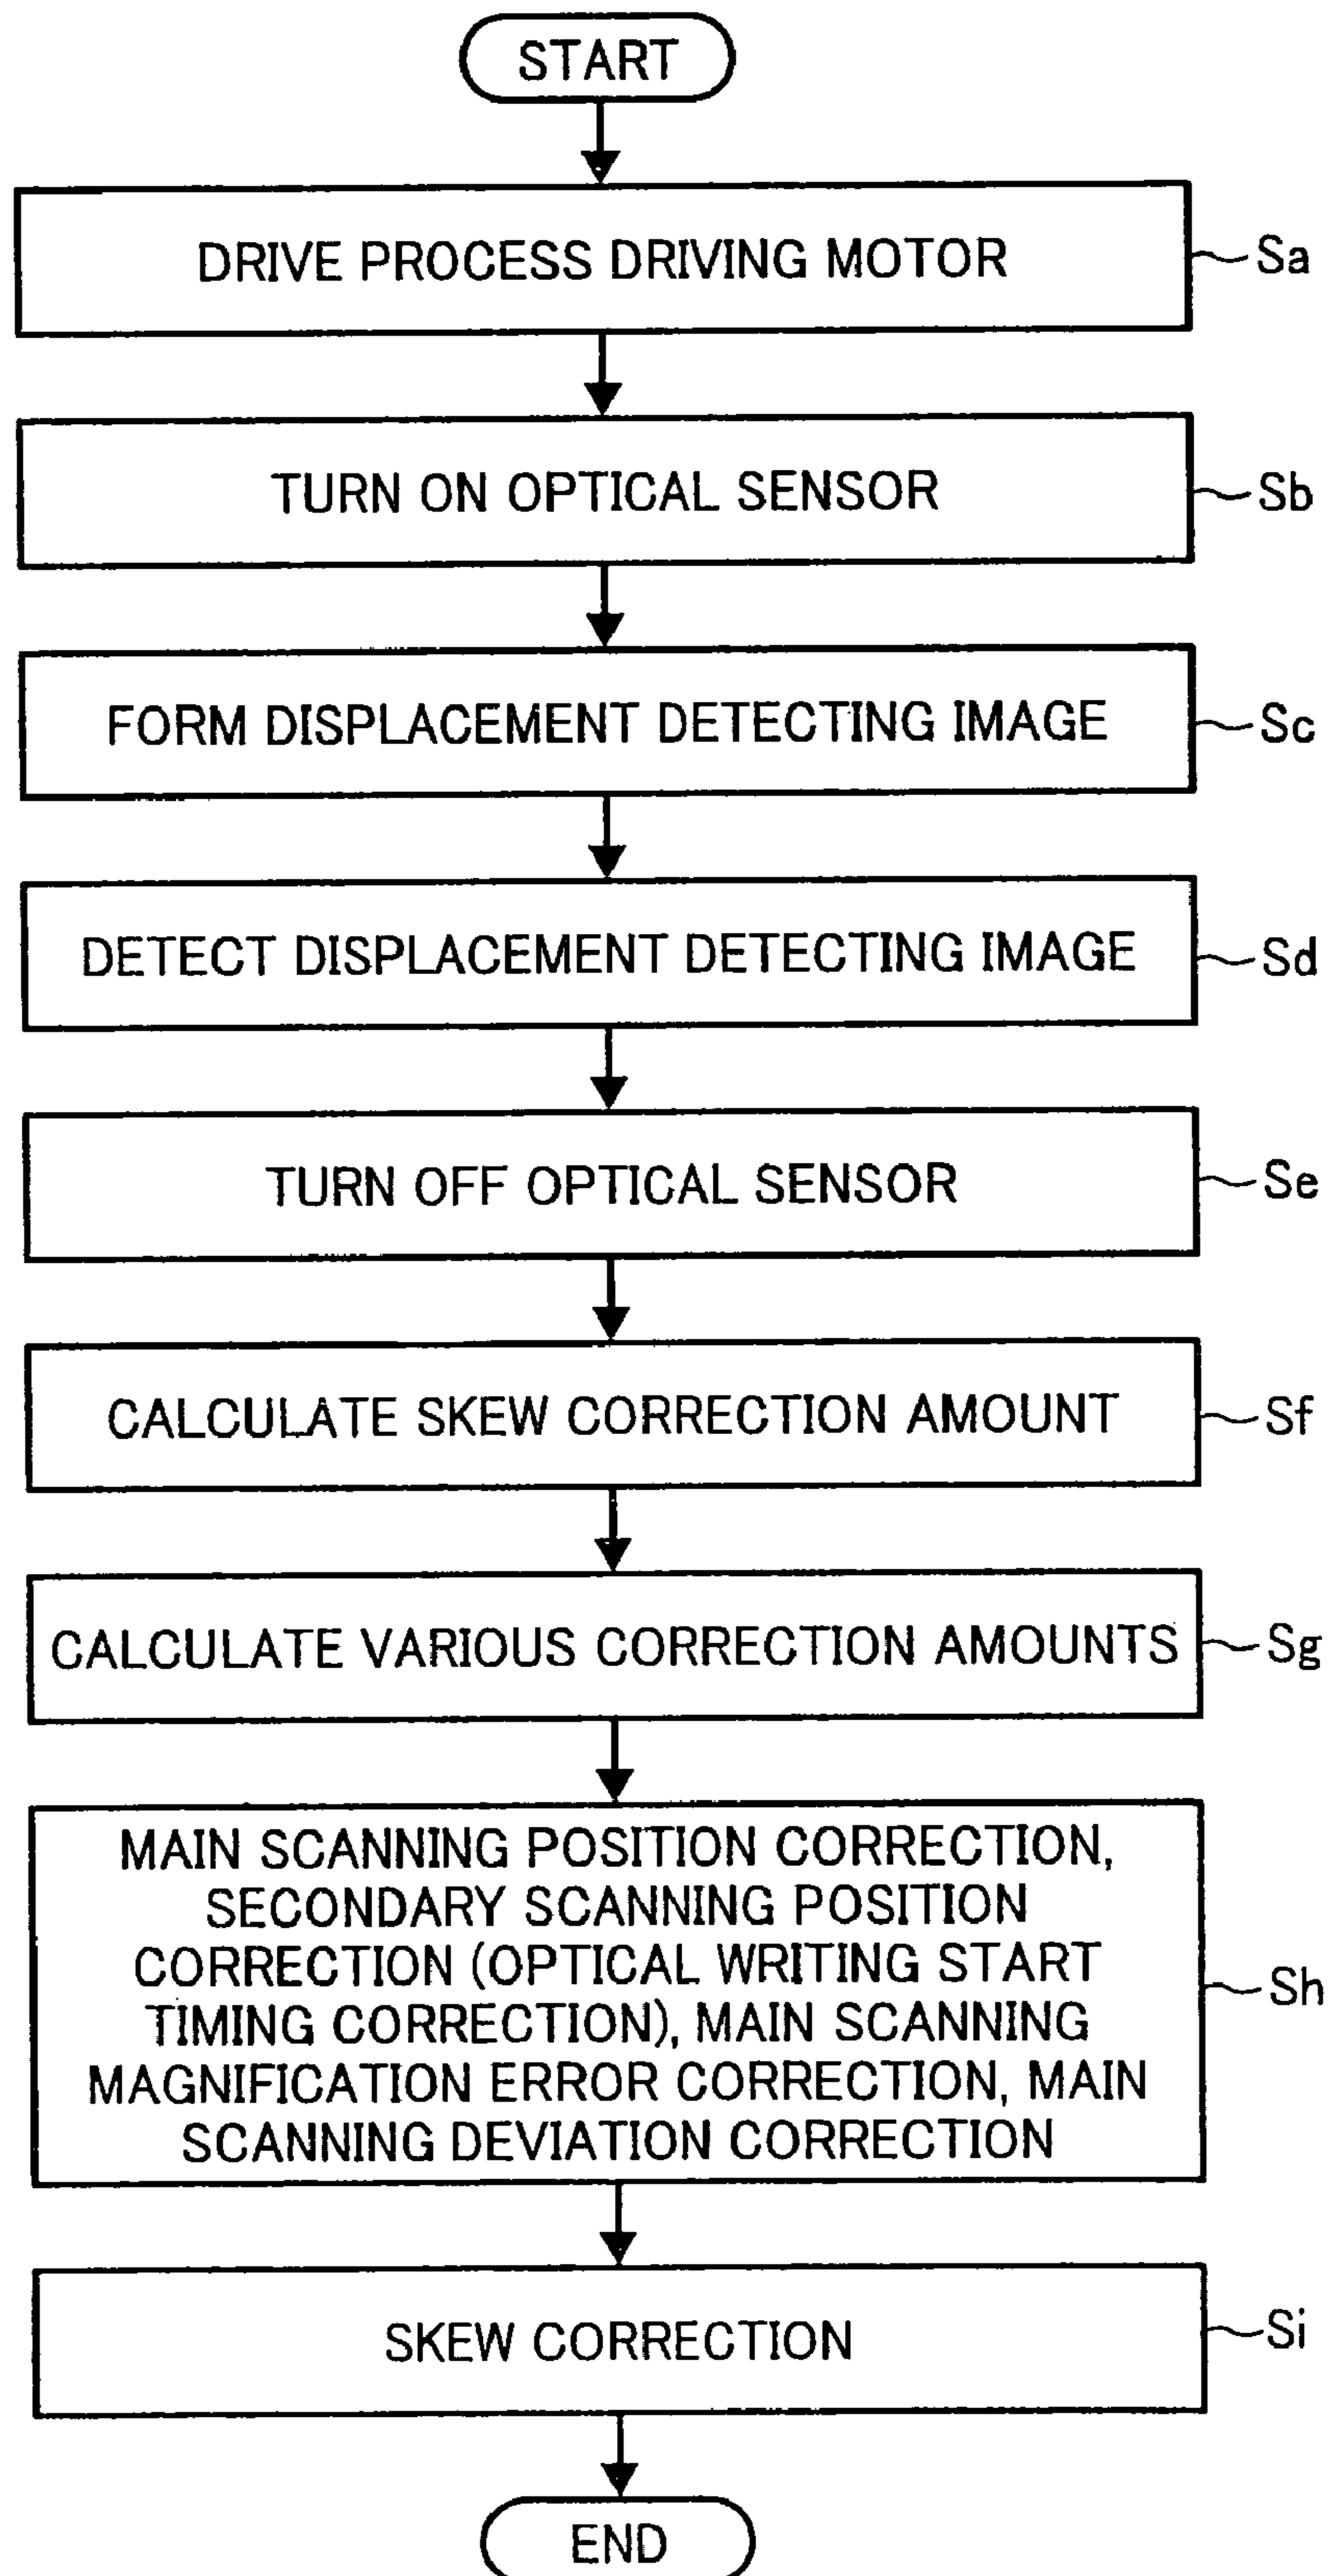 START
DRIVE PROCESS DRIVING MOTOR
Sa
TURN ON OPTICAL SENSOR
Sb
FORM DISPLACEMENT DETECTING IMAGE
Sc
DETECT DISPLACEMENT DETECTING IMAGE
Sd
TURN OFF OPTICAL SENSOR
Se
CALCULATE SKEW CORRECTION AMOUNT
Sf
CALCULATE VARIOUS CORRECTION AMOUNTS
Sg
MAIN SCANNING POSITION CORRECTION,
SECONDARY SCANNING POSITION
CORRECTION (OPTICAL WRITING START
TIMING CORRECTION), MAIN SCANNING
MAGNIFICATION ERROR CORRECTION, MAIN
SCANNING DEVIATION CORRECTION
Sh
SKEW CORRECTION
Si
END